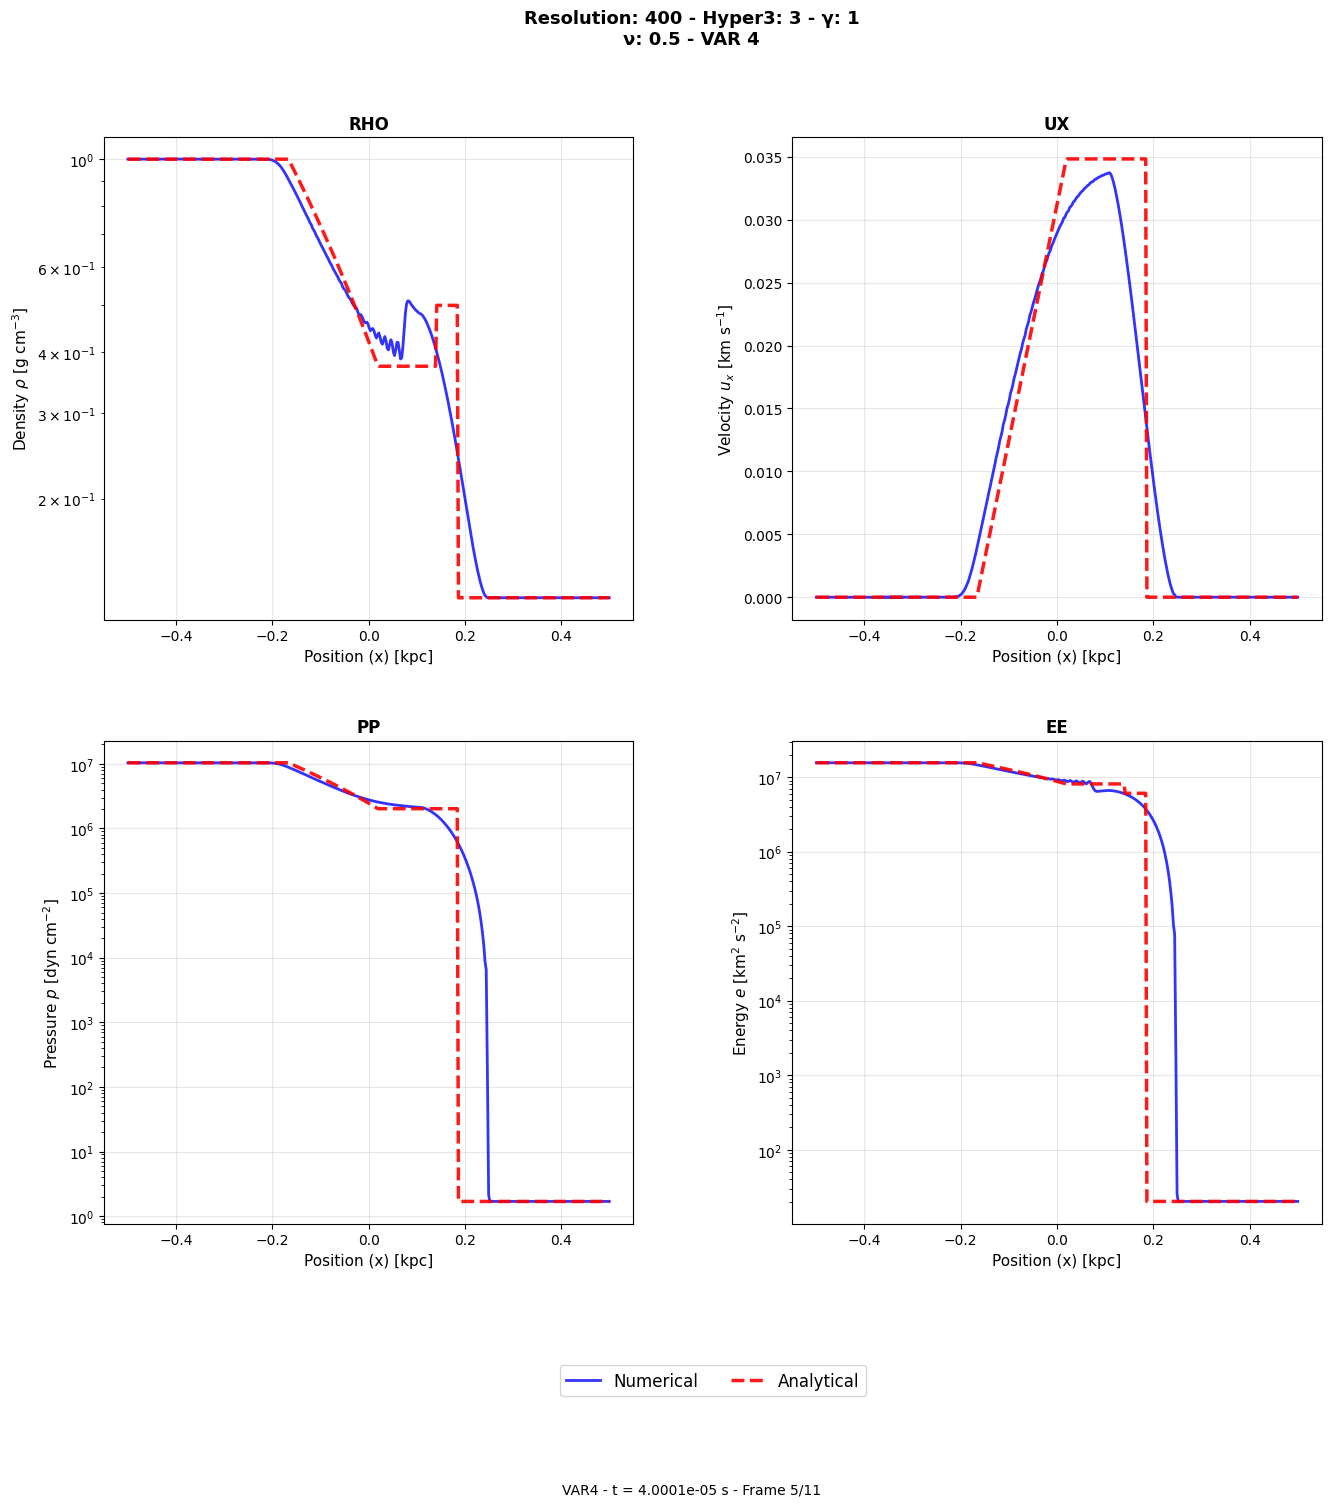 Resolution: 400 - Hyper3: 3 - γ: 1
ν: 0.5 - VAR 4
RHO
10⁰
6 × 10⁻¹
4 × 10⁻¹
3 × 10⁻¹
2 × 10⁻¹
Density ρ [g cm⁻³]
−0.4 −0.2 0.0 0.2 0.4
Position (x) [kpc]
UX
0.035
0.030
0.025
0.020
0.015
0.010
0.005
0.000
Velocity uₓ [km s⁻¹]
−0.4 −0.2 0.0 0.2 0.4
Position (x) [kpc]
PP
10⁷
10⁶
10⁵
10⁴
10³
10²
10¹
10⁰
Pressure p [dyn cm⁻²]
−0.4 −0.2 0.0 0.2 0.4
Position (x) [kpc]
EE
10⁷
10⁶
10⁵
10⁴
10³
10²
Energy e [km² s⁻²]
−0.4 −0.2 0.0 0.2 0.4
Position (x) [kpc]
Numerical Analytical
VAR4 - t = 4.0001e-05 s - Frame 5/11